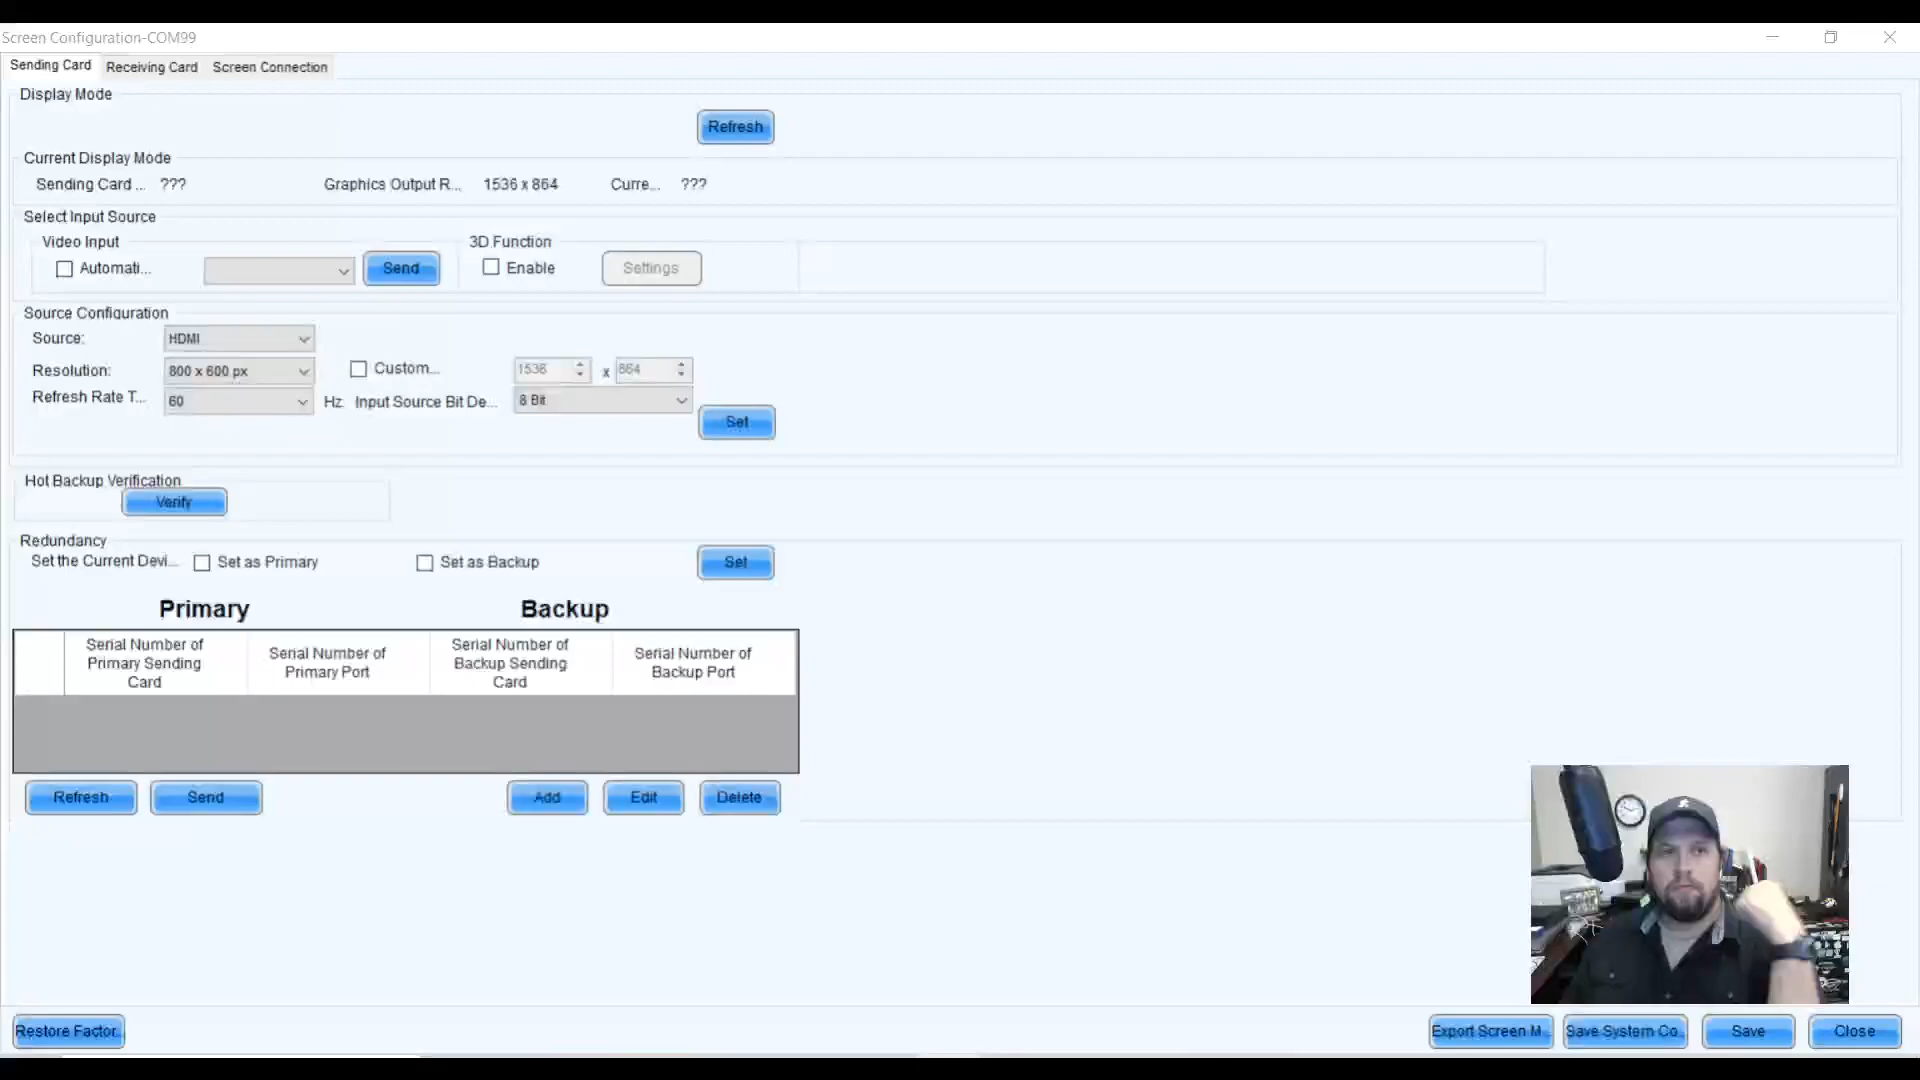 Screen Configuration-COM99
Sending Card Receiving Card Screen Connection
Display Mode
Refresh
Current Display Mode
Sending Card ... ??? Graphics Output R... 1536 x 864 Curre... ???
Select Input Source
Video Input 3D Function
Automati... Send Enable Settings
Source Configuration
Source: HDMI
Resolution: 800 x 600 px Custom... 1536 x 864
Refresh Rate T... 60 Hz Input Source Bit De... 8 Bit
Set
Hot Backup Verification
Verify
Redundancy
Set the Current Devi... Set as Primary Set as Backup Set
Primary Backup
Serial Number of Primary Sending Card Serial Number of Primary Port Serial Number of Backup Sending Card Serial Number of Backup Port
Refresh Send Add Edit Delete
Restore Factor... Export Screen M... Save System Co... Save Close